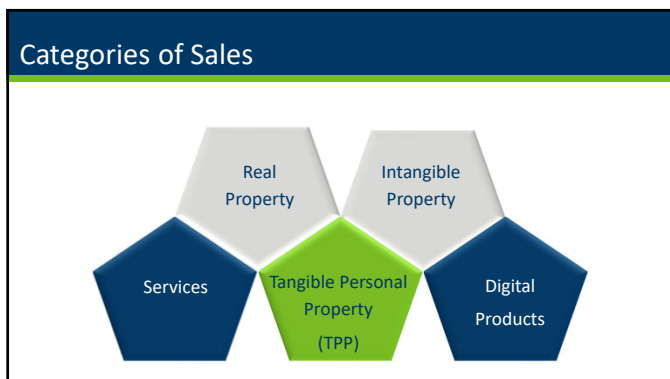 Categories of Sales
Real
Property
Intangible
Property
Services
Tangible Personal
Property
(TPP)
Digital
Products